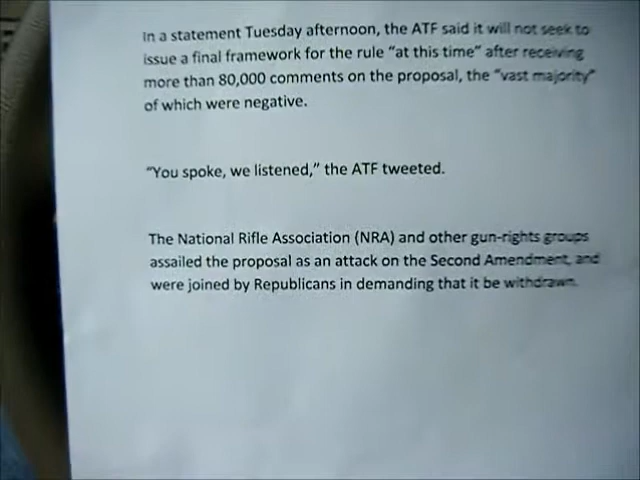 In a statement Tuesday afternoon, the ATF said it will not seek to
issue a final framework for the rule "at this time" after receiving
more than 80,000 comments on the proposal, the "vast majority"
of which were negative.
"You spoke, we listened," the ATF tweeted.
The National Rifle Association (NRA) and other gun-rights groups
assailed the proposal as an attack on the Second Amendment, and
were joined by Republicans in demanding that it be withdrawn.